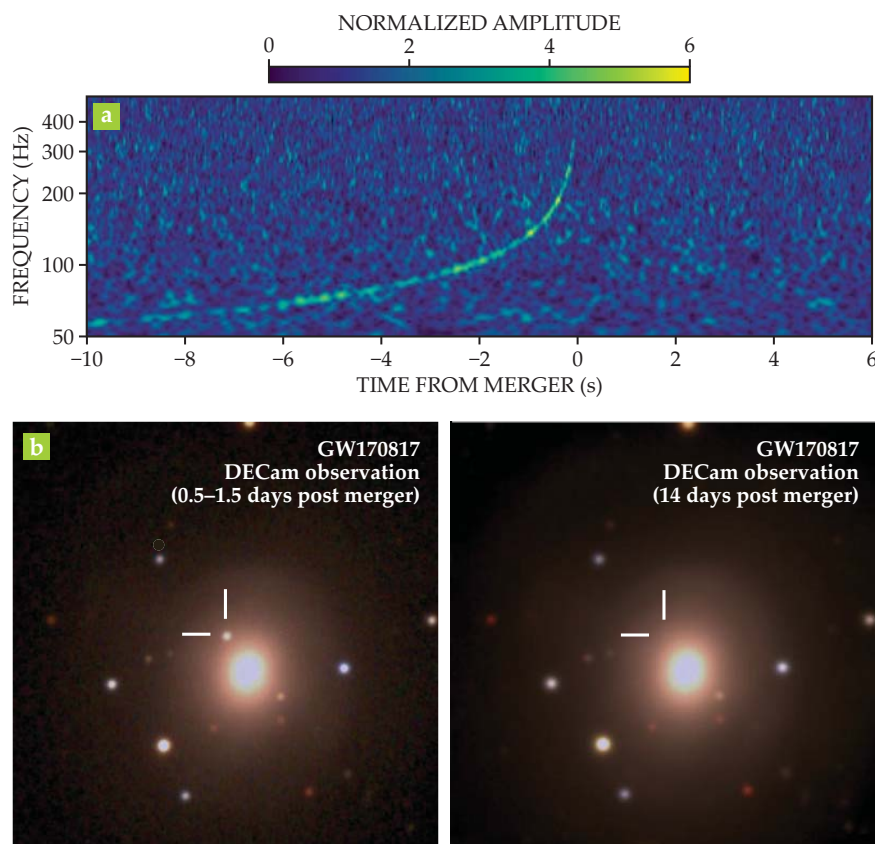 NORMALIZED AMPLITUDE
0 2 4 6
a
FREQUENCY (Hz)
400
300
200
100
50
−10 −8 −6 −4 −2 0 2 4 6
TIME FROM MERGER (s)
b
GW170817
DECam observation
(0.5–1.5 days post merger)
GW170817
DECam observation
(14 days post merger)